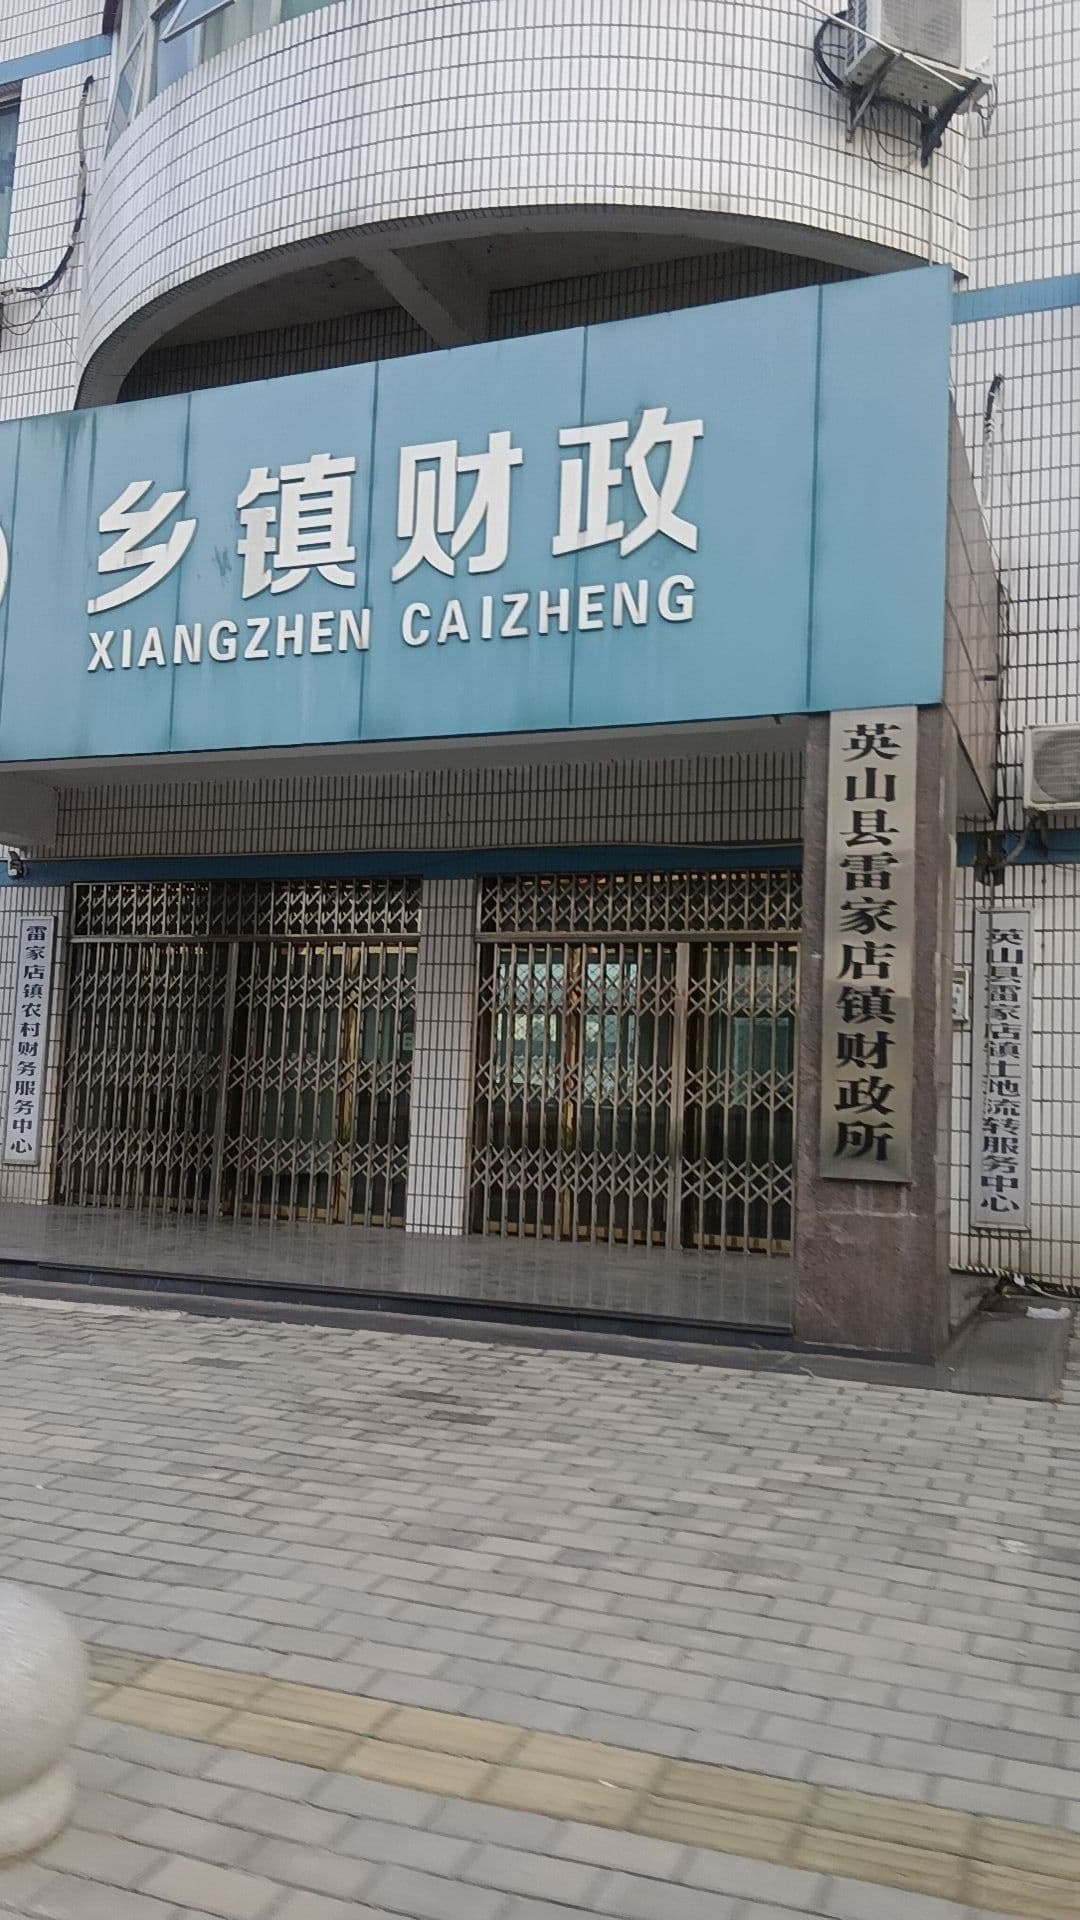 乡镇财政
XIANGZHEN CAIZHENG
英山县雷家店镇财政所
雷家店镇农村财务服务中心
英山县雷家店镇土地流转服务中心